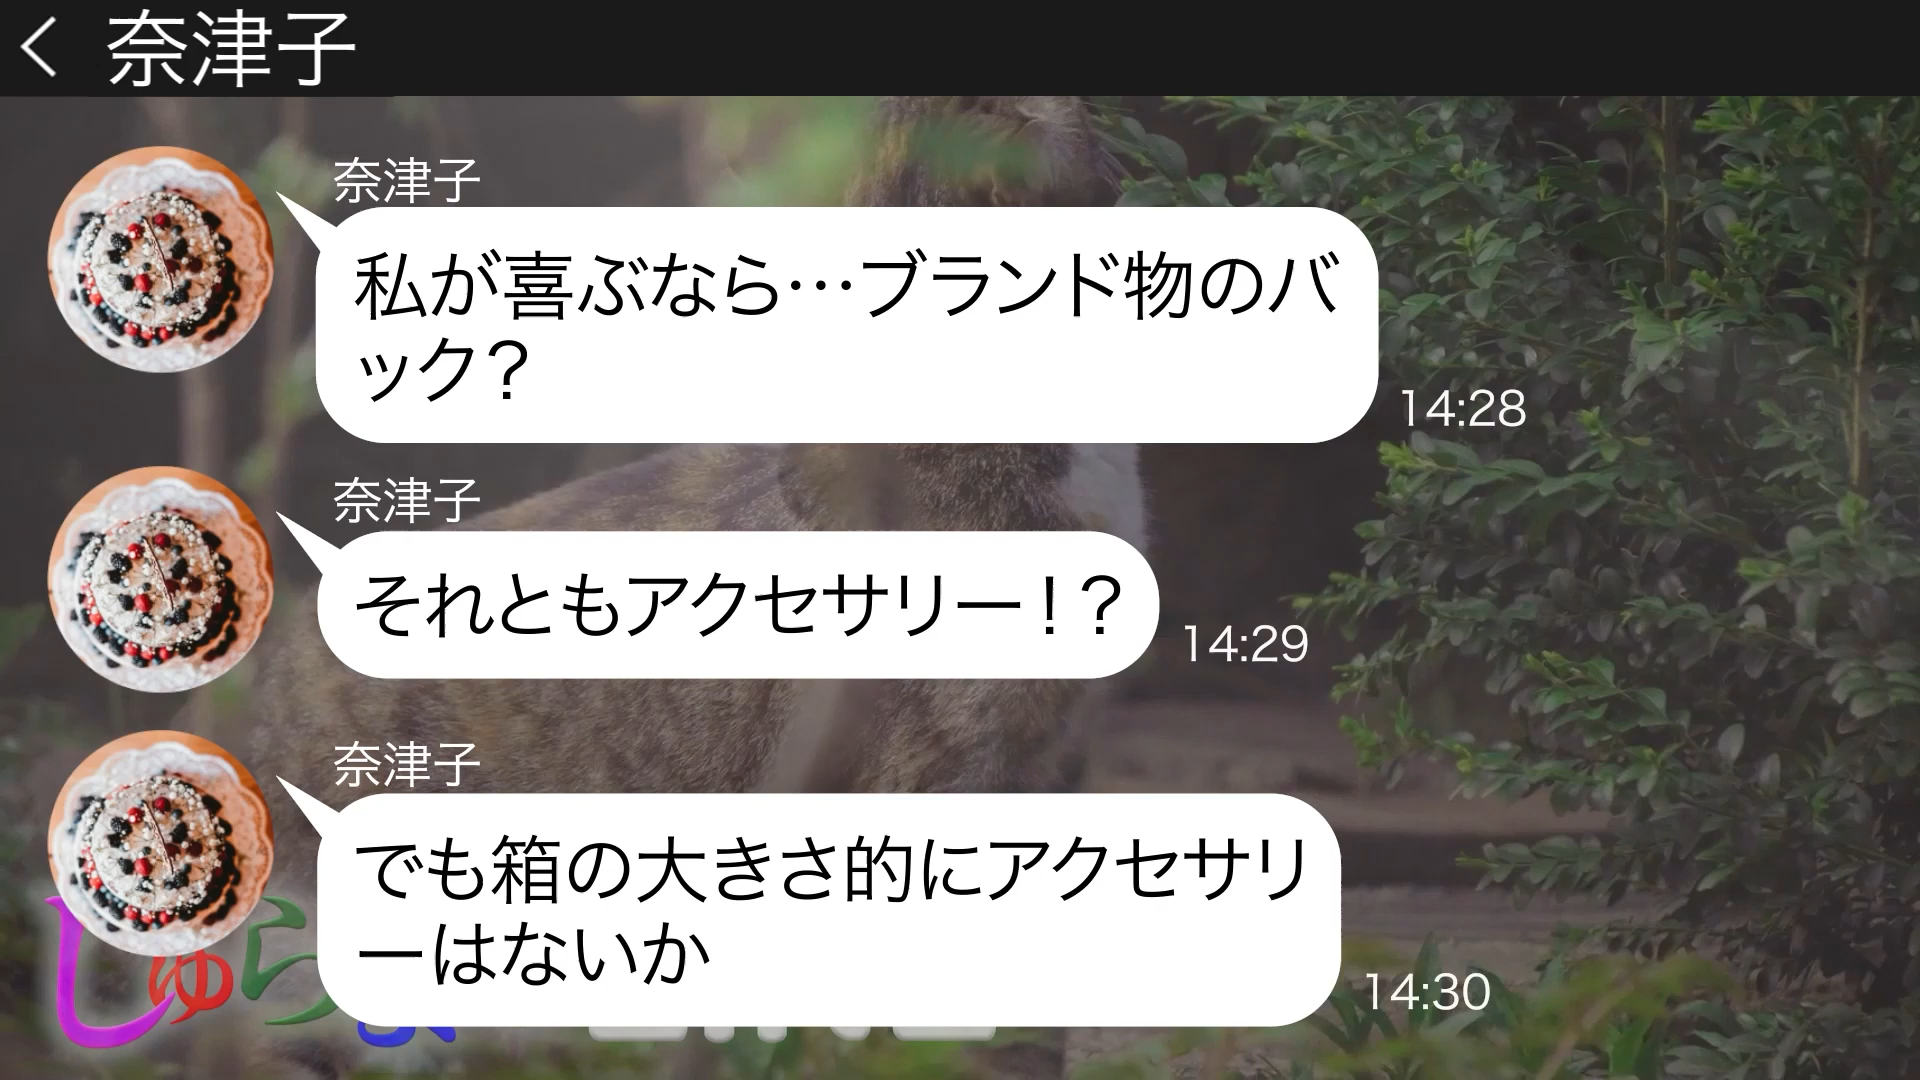 奈津子
奈津子
私が喜ぶなら…ブランド物のバ
ック？
14:28
奈津子
それともアクセサリー！？
14:29
奈津子
でも箱の大きさ的にアクセサリ
ーはないか
14:30
しゅら